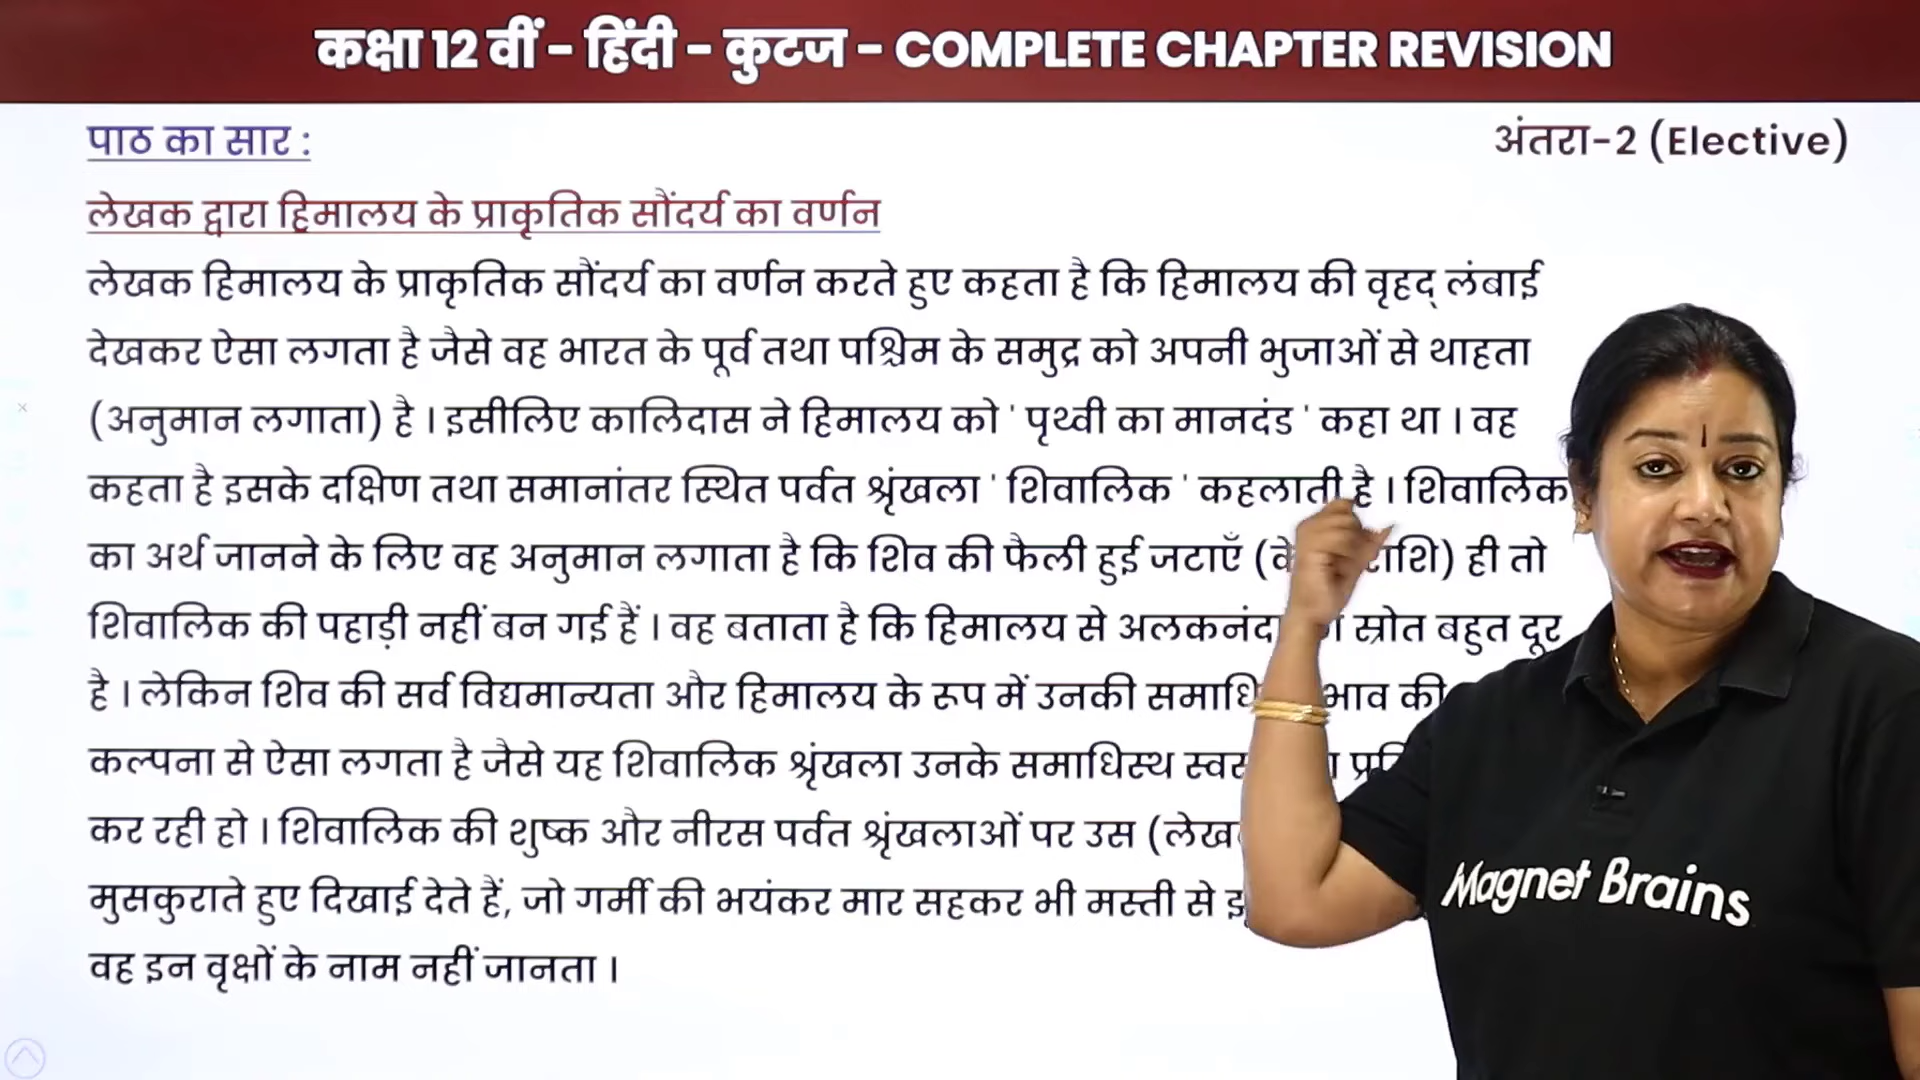 कक्षा 12 वीं - हिंदी - कुटज - COMPLETE CHAPTER REVISION
पाठ का सार :
अंतरा-2 (Elective)
लेखक द्वारा हिमालय के प्राकृतिक सौंदर्य का वर्णन
लेखक हिमालय के प्राकृतिक सौंदर्य का वर्णन करते हुए कहता है कि हिमालय की वृहद् लंबाई
देखकर ऐसा लगता है जैसे वह भारत के पूर्व तथा पश्चिम के समुद्र को अपनी भुजाओं से थाहता
(अनुमान लगाता) है । इसीलिए कालिदास ने हिमालय को ' पृथ्वी का मानदंड ' कहा था । वह
कहता है इसके दक्षिण तथा समानांतर स्थित पर्वत श्रृंखला ' शिवालिक ' कहलाती है । शिवालिक
का अर्थ जानने के लिए वह अनुमान लगाता है कि शिव की फैली हुई जटाएँ ही तो
शिवालिक की पहाड़ी नहीं बन गई हैं । वह बताता है कि हिमालय से अलकनंदा स्रोत बहुत दूर
है । लेकिन शिव की सर्व विद्यमान्यता और हिमालय के रूप में उनकी समाधि भाव की
कल्पना से ऐसा लगता है जैसे यह शिवालिक श्रृंखला उनके समाधिस्थ
कर रही हो । शिवालिक की शुष्क और नीरस पर्वत श्रृंखलाओं पर उस
मुसकुराते हुए दिखाई देते हैं, जो गर्मी की भयंकर मार सहकर भी मस्ती से
वह इन वृक्षों के नाम नहीं जानता ।
Magnet Brains